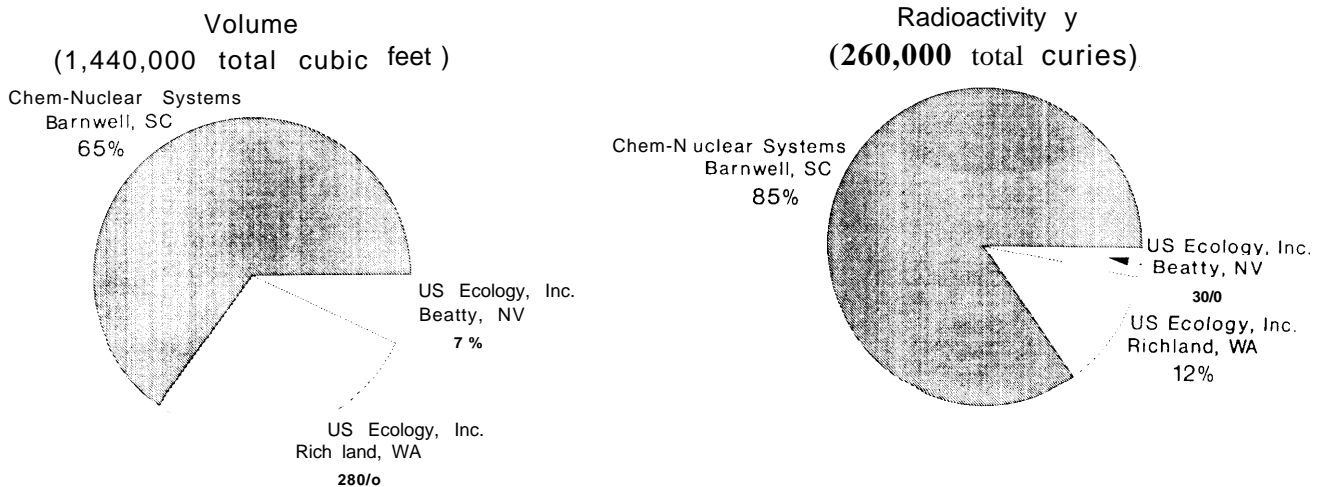 Volume
(1,440,000 total cubic feet )
Chem-Nuclear Systems
Barnwell, SC
65%
US Ecology, Inc.
Beatty, NV
7 %
US Ecology, Inc.
Rich land, WA
280/o
Radioactivity y
(260,000 total curies)
Chem-N uclear Systems
Barnwell, SC
85%
US Ecology, Inc.
Beatty, NV
30/0
US Ecology, Inc.
Richland, WA
12%